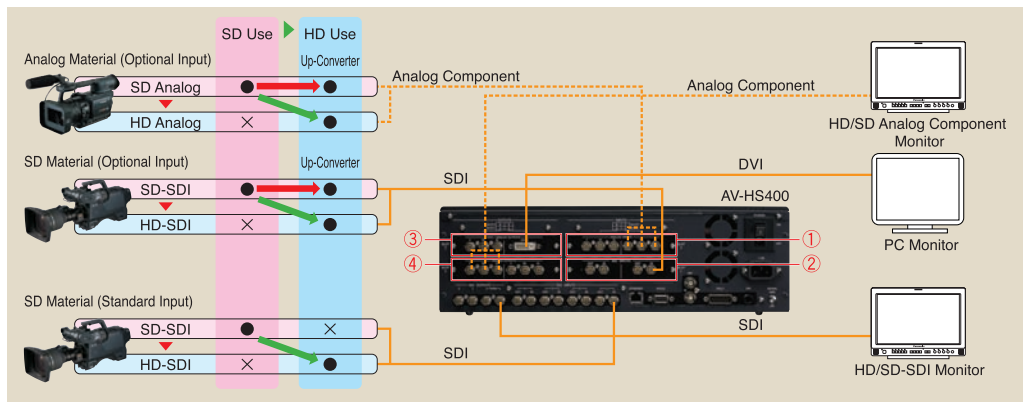 SD Use
HD Use
Analog Material (Optional Input)
Up-Converter
SD Analog
HD Analog
×
Analog Component
Analog Component
HD/SD Analog Component
Monitor
SD Material (Optional Input)
Up-Converter
SD-SDI
HD-SDI
×
SDI
DVI
AV-HS400
PC Monitor
③
①
④
②
SD Material (Standard Input)
SD-SDI
×
HD-SDI
×
SDI
SDI
HD/SD-SDI Monitor